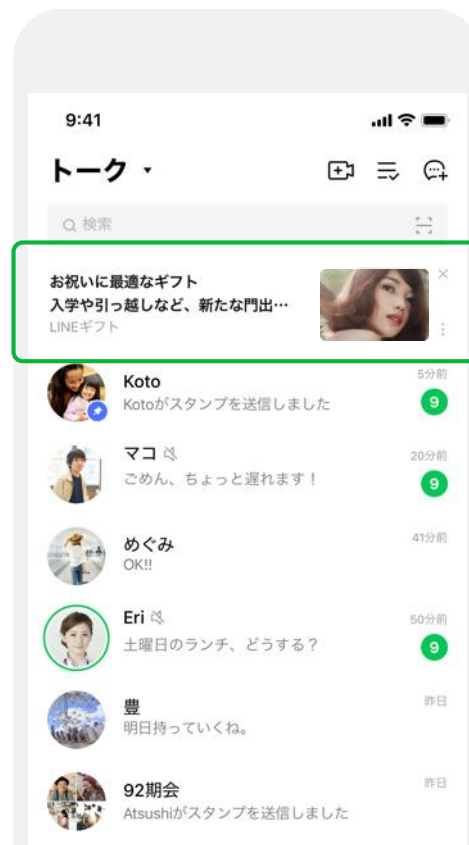 9:41
トーク
検索
お祝いに最適なギフト
入学や引っ越しなど、新たな門出…
LINEギフト
Koto
5分前
Kotoがスタンプを送信しました
9
マコ
20分前
ごめん、ちょっと遅れます！
9
めぐみ
41分前
OK!!
Eri
50分前
土曜日のランチ、どうする？
9
豊
昨日
明日持っていくね。
92期会
昨日
Atsushiがスタンプを送信しました